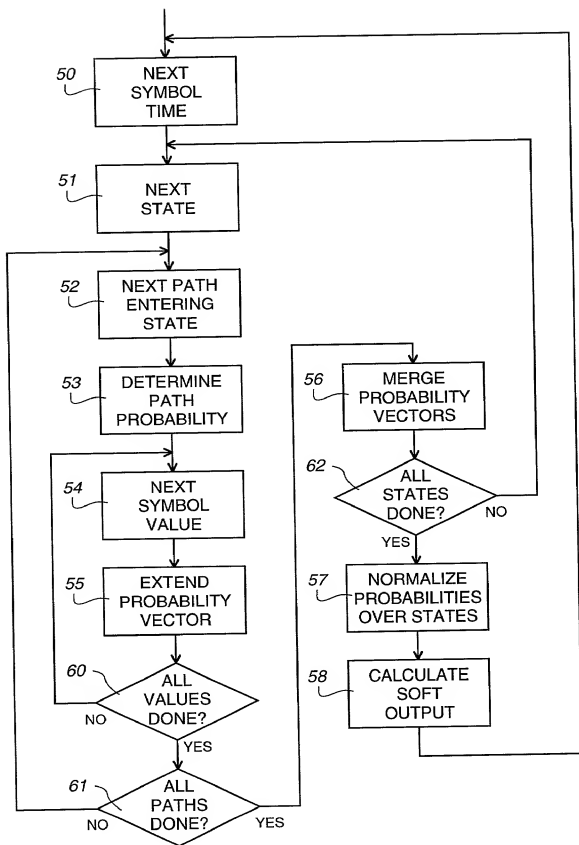 50
NEXT
SYMBOL
TIME
51
NEXT
STATE
52
NEXT PATH
ENTERING
STATE
53
DETERMINE
PATH
PROBABILITY
54
NEXT
SYMBOL
VALUE
55
EXTEND
PROBABILITY
VECTOR
60
ALL
VALUES
DONE?
NO
YES
61
ALL
PATHS
DONE?
NO
YES
56
MERGE
PROBABILITY
VECTORS
62
ALL
STATES
DONE?
NO
YES
57
NORMALIZE
PROBABILITIES
OVER STATES
58
CALCULATE
SOFT
OUTPUT